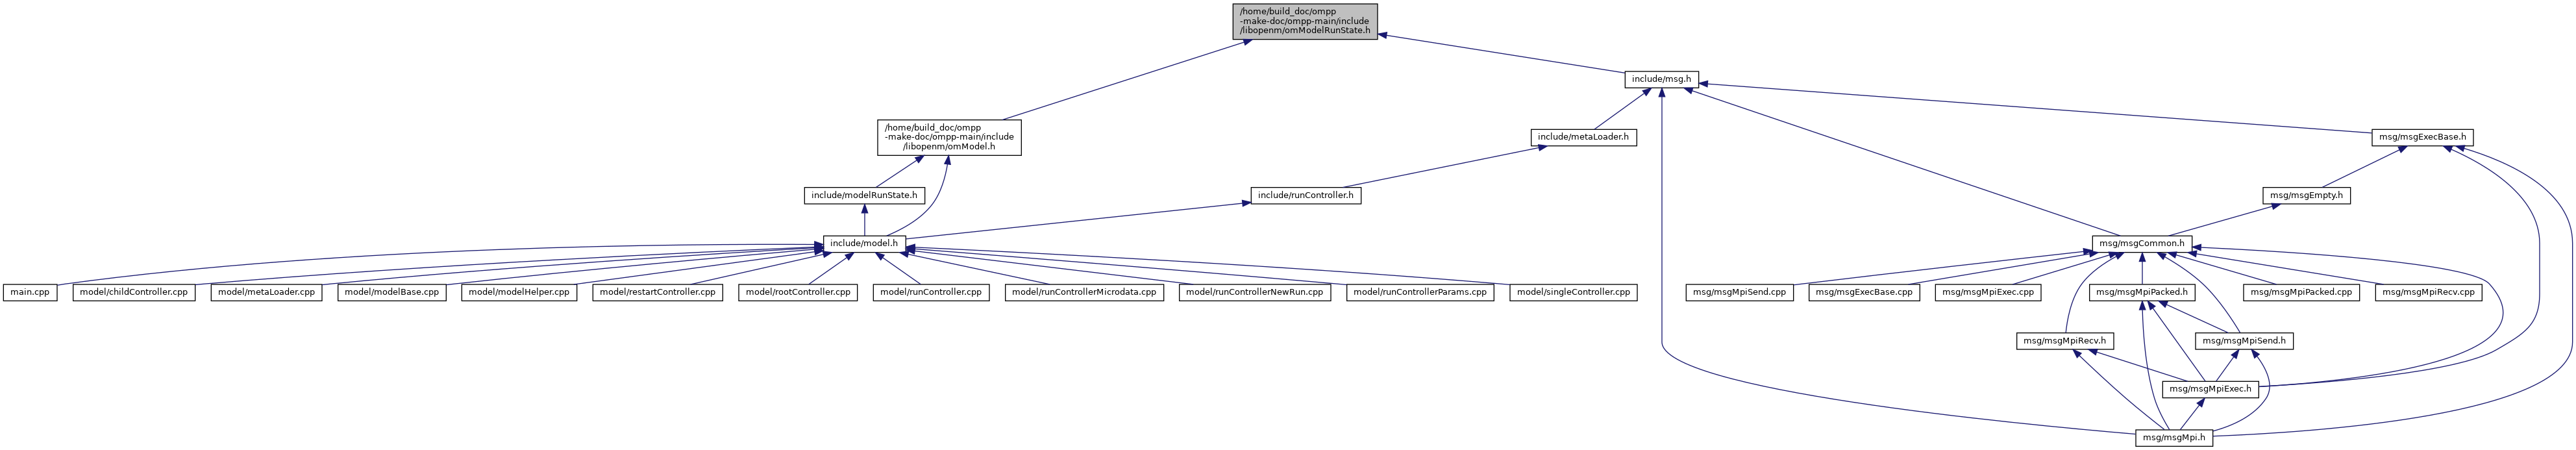 /home/build_doc/ompp
-make-doc/ompp-main/include
/libopenm/omModelRunState.h
include/msg.h
/home/build_doc/ompp
-make-doc/ompp-main/include
/libopenm/omModel.h
include/metaLoader.h
msg/msgExecBase.h
include/modelRunState.h
include/runController.h
msg/msgEmpty.h
include/model.h
msg/msgCommon.h
main.cpp
model/childController.cpp
model/metaLoader.cpp
model/modelBase.cpp
model/modelHelper.cpp
model/restartController.cpp
model/rootController.cpp
model/runController.cpp
model/runControllerMicrodata.cpp
model/runControllerNewRun.cpp
model/runControllerParams.cpp
model/singleController.cpp
msg/msgMpiSend.cpp
msg/msgExecBase.cpp
msg/msgMpiExec.cpp
msg/msgMpiPacked.h
msg/msgMpiPacked.cpp
msg/msgMpiRecv.cpp
msg/msgMpiRecv.h
msg/msgMpiSend.h
msg/msgMpiExec.h
msg/msgMpi.h